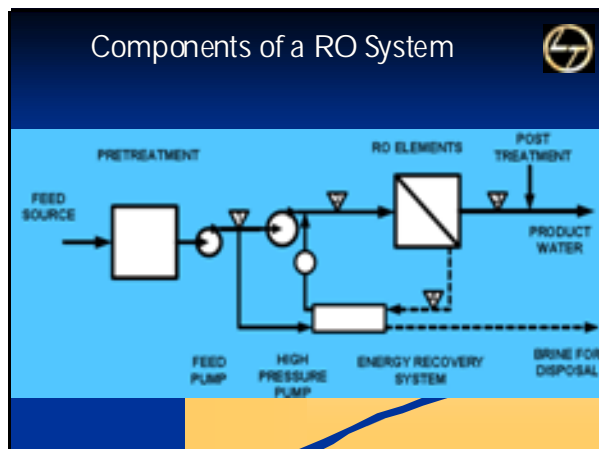 Components of a RO System
PRETREATMENT
RO ELEMENTS
POST
TREATMENT
FEED
SOURCE
PRODUCT
WATER
FEED
PUMP
HIGH
PRESSURE
PUMP
ENERGY RECOVERY
SYSTEM
BRINE FOR
DISPOSAL